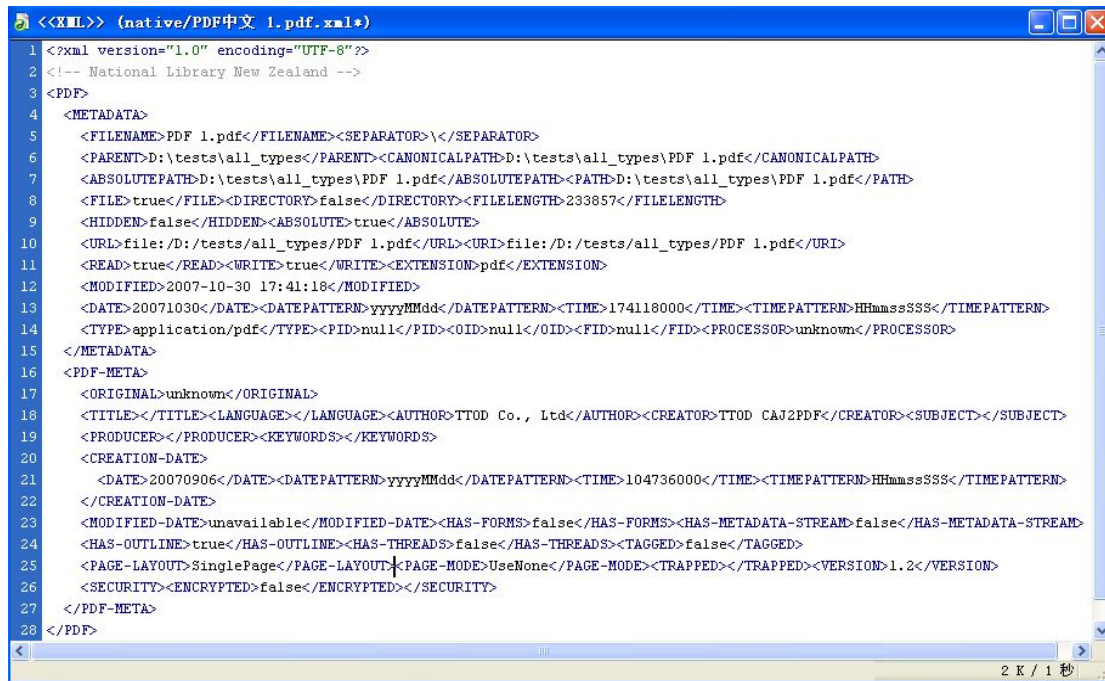 <<XML>> (native/PDF中文 1.pdf.xml*)
1 <?xml version="1.0" encoding="UTF-8"?>
2 <!-- National Library New Zealand -->
3 <PDF>
4 <METADATA>
5 <FILENAME>PDF 1.pdf</FILENAME><SEPARATOR>\</SEPARATOR>
6 <PARENT>D:\tests\all_types</PARENT><CANONICALPATH>D:\tests\all_types\PDF 1.pdf</CANONICALPATH>
7 <ABSOLUTEPATH>D:\tests\all_types\PDF 1.pdf</ABSOLUTEPATH><PATH>D:\tests\all_types\PDF 1.pdf</PATH>
8 <FILE>true</FILE><DIRECTORY>false</DIRECTORY><FILELENGTH>233857</FILELENGTH>
9 <HIDDEN>false</HIDDEN><ABSOLUTE>true</ABSOLUTE>
10 <URL>file:/D:/tests/all_types/PDF 1.pdf</URL><URI>file:/D:/tests/all_types/PDF 1.pdf</URI>
11 <READ>true</READ><WRITE>true</WRITE><EXTENSION>pdf</EXTENSION>
12 <MODIFIED>2007-10-30 17:41:18</MODIFIED>
13 <DATE>20071030</DATE><DATEPATTERN>yyyyMMdd</DATEPATTERN><TIME>174118000</TIME><TIMEPATTERN>HHmmssSSS</TIMEPATTERN>
14 <TYPE>application/pdf</TYPE><PID>null</PID><OID>null</OID><FID>null</FID><PROCESSOR>unknown</PROCESSOR>
15 </METADATA>
16 <PDF-META>
17 <ORIGINAL>unknown</ORIGINAL>
18 <TITLE></TITLE><LANGUAGE></LANGUAGE><AUTHOR>TTOD Co., Ltd</AUTHOR><CREATOR>TTOD CAJ2PDF</CREATOR><SUBJECT></SUBJECT>
19 <PRODUCER></PRODUCER><KEYWORDS></KEYWORDS>
20 <CREATION-DATE>
21 <DATE>20070906</DATE><DATEPATTERN>yyyyMMdd</DATEPATTERN><TIME>104736000</TIME><TIMEPATTERN>HHmmssSSS</TIMEPATTERN>
22 </CREATION-DATE>
23 <MODIFIED-DATE>unavailable</MODIFIED-DATE><HAS-FORMS>false</HAS-FORMS><HAS-METADATA-STREAM>false</HAS-METADATA-STREAM>
24 <HAS-OUTLINE>true</HAS-OUTLINE><HAS-THREADS>false</HAS-THREADS><TAGGED>false</TAGGED>
25 <PAGE-LAYOUT>SinglePage</PAGE-LAYOUT><PAGE-MODE>UseNone</PAGE-MODE><TRAPPED></TRAPPED><VERSION>1.2</VERSION>
26 <SECURITY><ENCRYPTED>false</ENCRYPTED></SECURITY>
27 </PDF-META>
28 </PDF>
2 K / 1 秒